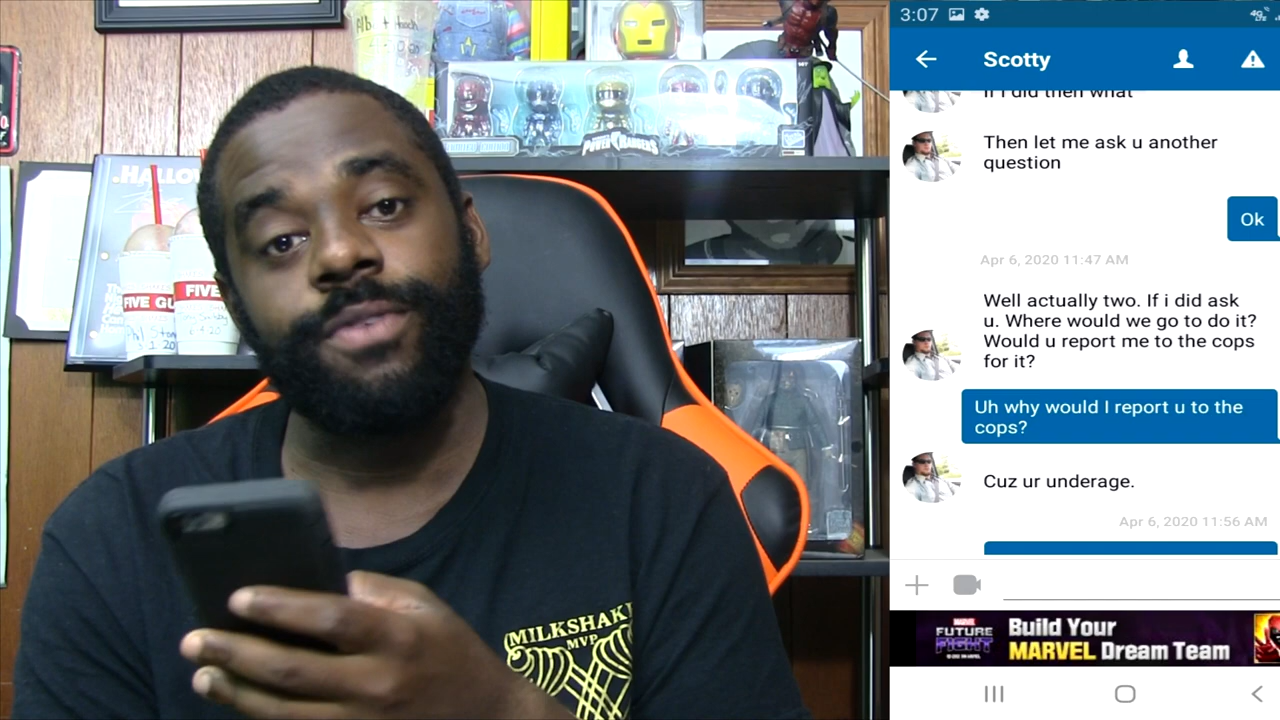 3:07
Scotty
If I did then what
Then let me ask u another
question
Ok
Apr 6, 2020 11:47 AM
Well actually two. If i did ask
u. Where would we go to do it?
Would u report me to the cops
for it?
Uh why would I report u to the
cops?
Cuz ur underage.
Apr 6, 2020 11:56 AM
MARVEL
FUTURE
FIGHT
Build Your
MARVEL Dream Team
POWER RANGERS
.HALLOW
FIVE GU
FIVE
MILKSHAK
MVP